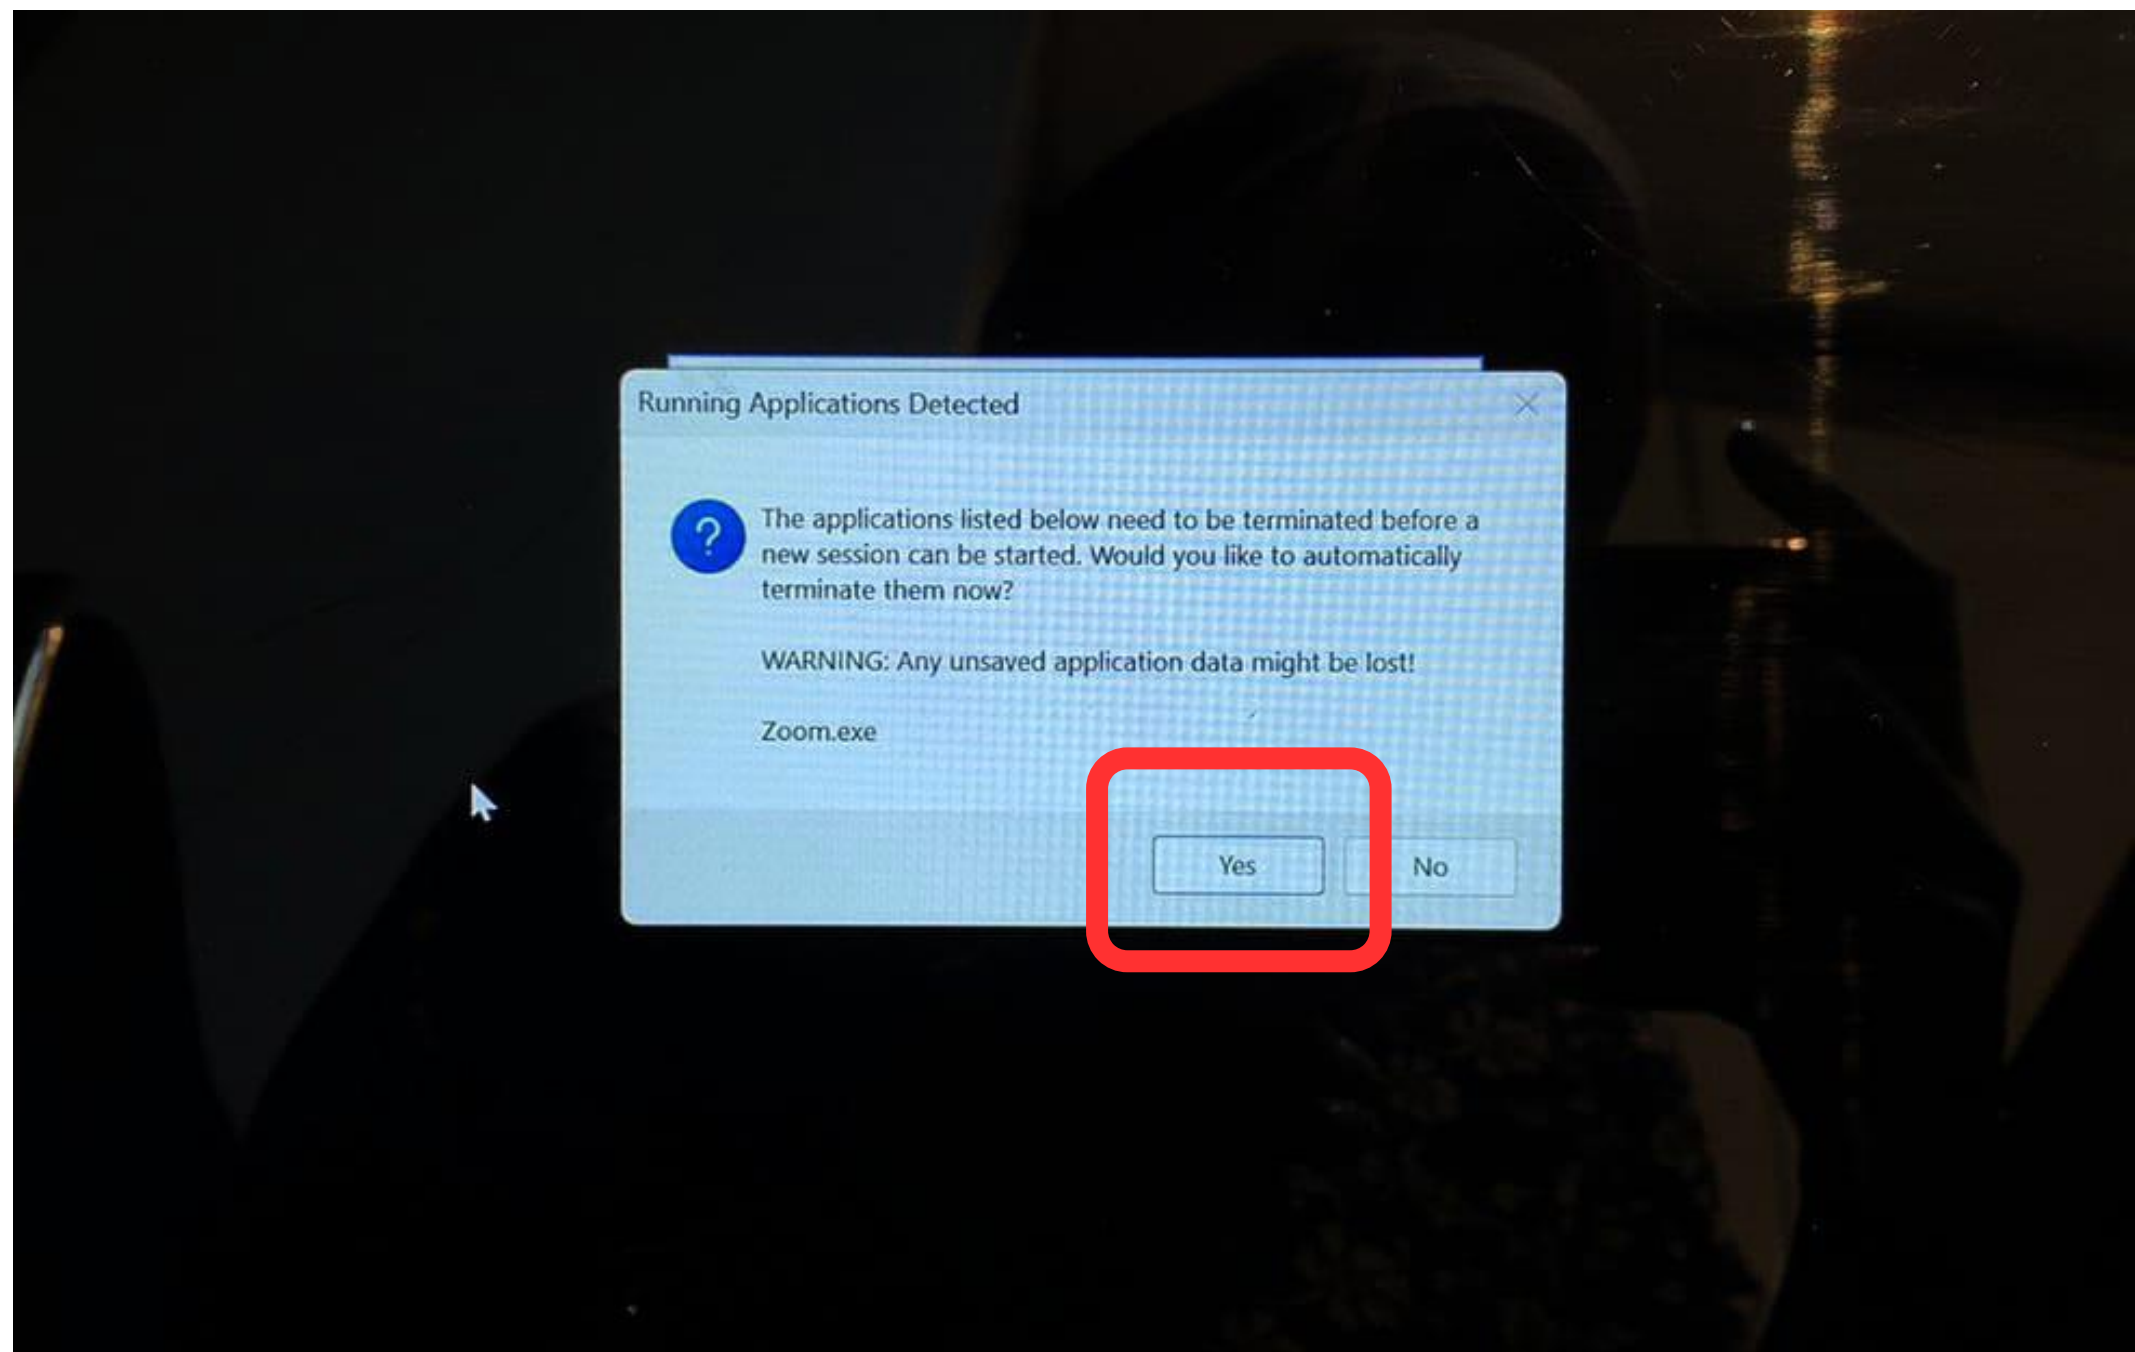 Running Applications Detected
The applications listed below need to be terminated before a
new session can be started. Would you like to automatically
terminate them now?
WARNING: Any unsaved application data might be lost!
Zoom.exe
Yes
No